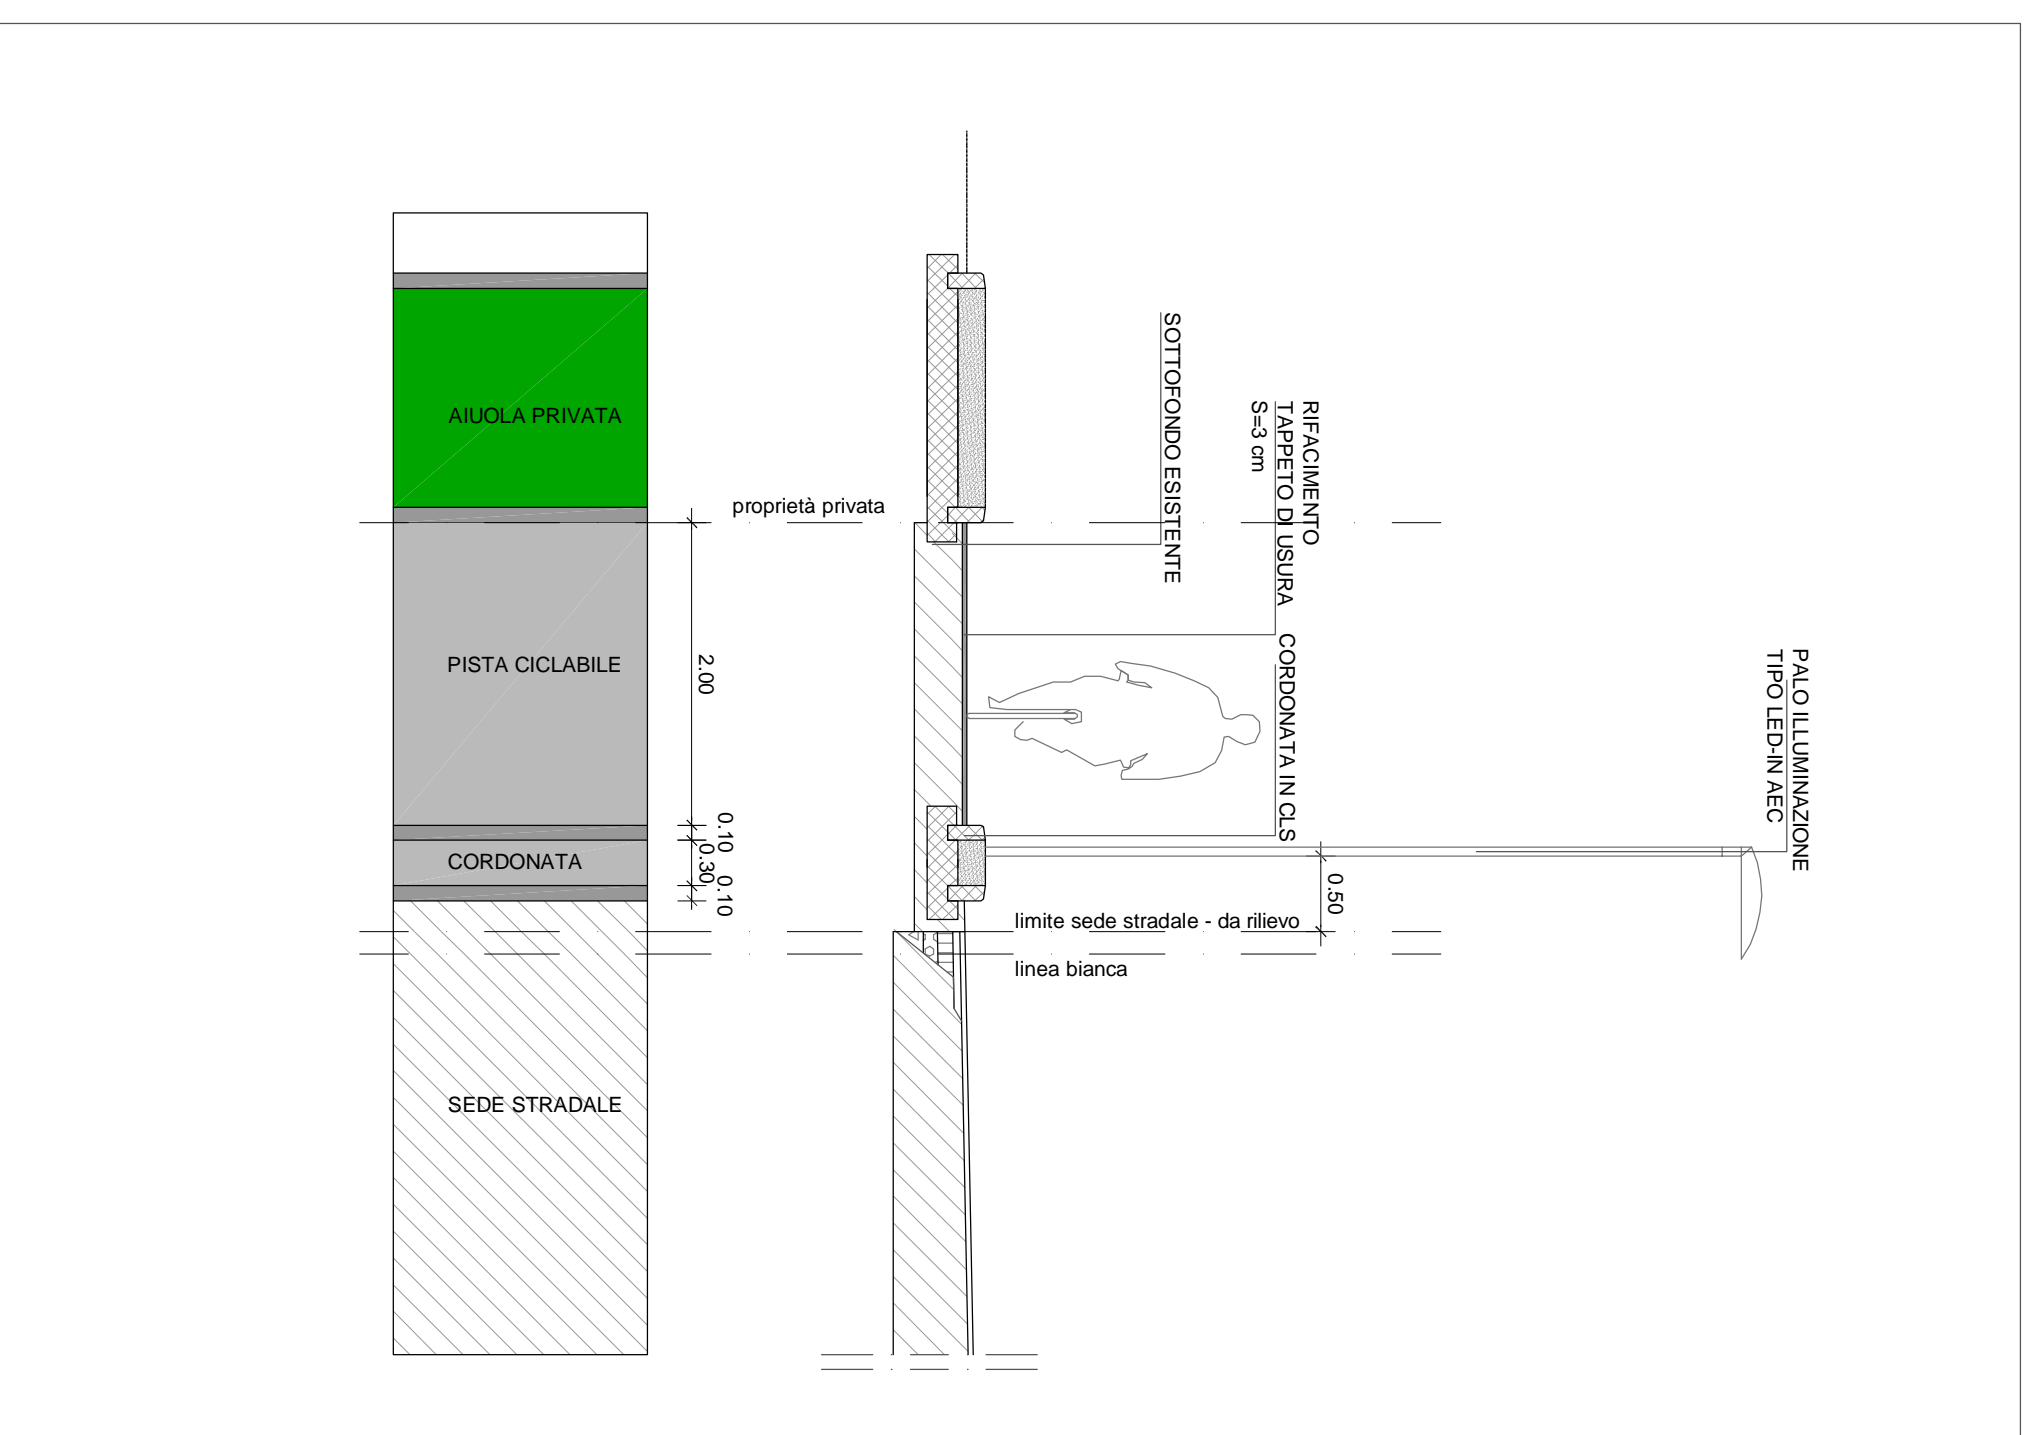 AIUOLA PRIVATA
PISTA CICLABILE
CORDONATA
SEDE STRADALE
2.00
0.10
0.30
0.10
proprietà privata
SOTTOFONDO ESISTENTE
RIFACIMENTO
TAPPETO DI USURA
S=3 cm
CORDONATA IN CLS
PALO ILLUMINAZIONE
TIPO LED-IN AEC
0.50
limite sede stradale - da rilievo
linea bianca